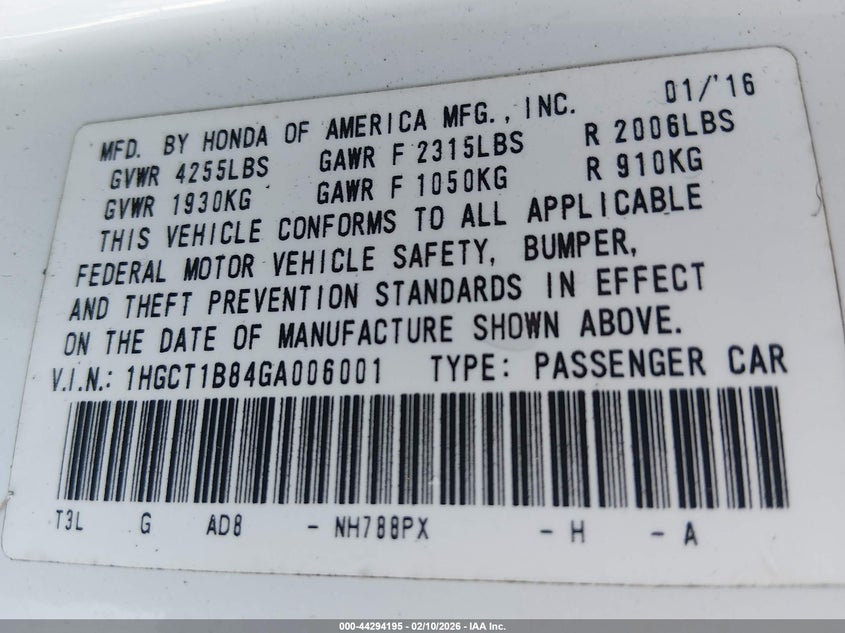 01/'16
MFD. BY HONDA OF AMERICA MFG., INC.
GVWR 4255LBS GAWR F 2315LBS R 2006LBS
GVWR 1930KG GAWR F 1050KG R 910KG
THIS VEHICLE CONFORMS TO ALL APPLICABLE
FEDERAL MOTOR VEHICLE SAFETY, BUMPER,
AND THEFT PREVENTION STANDARDS IN EFFECT
ON THE DATE OF MANUFACTURE SHOWN ABOVE.
V.I.N.: 1HGCT1B84GA006001 TYPE: PASSENGER CAR
T3L G AD8 - NH788PX - H - A
000-44294195 - 02/10/2026 - IAA Inc.